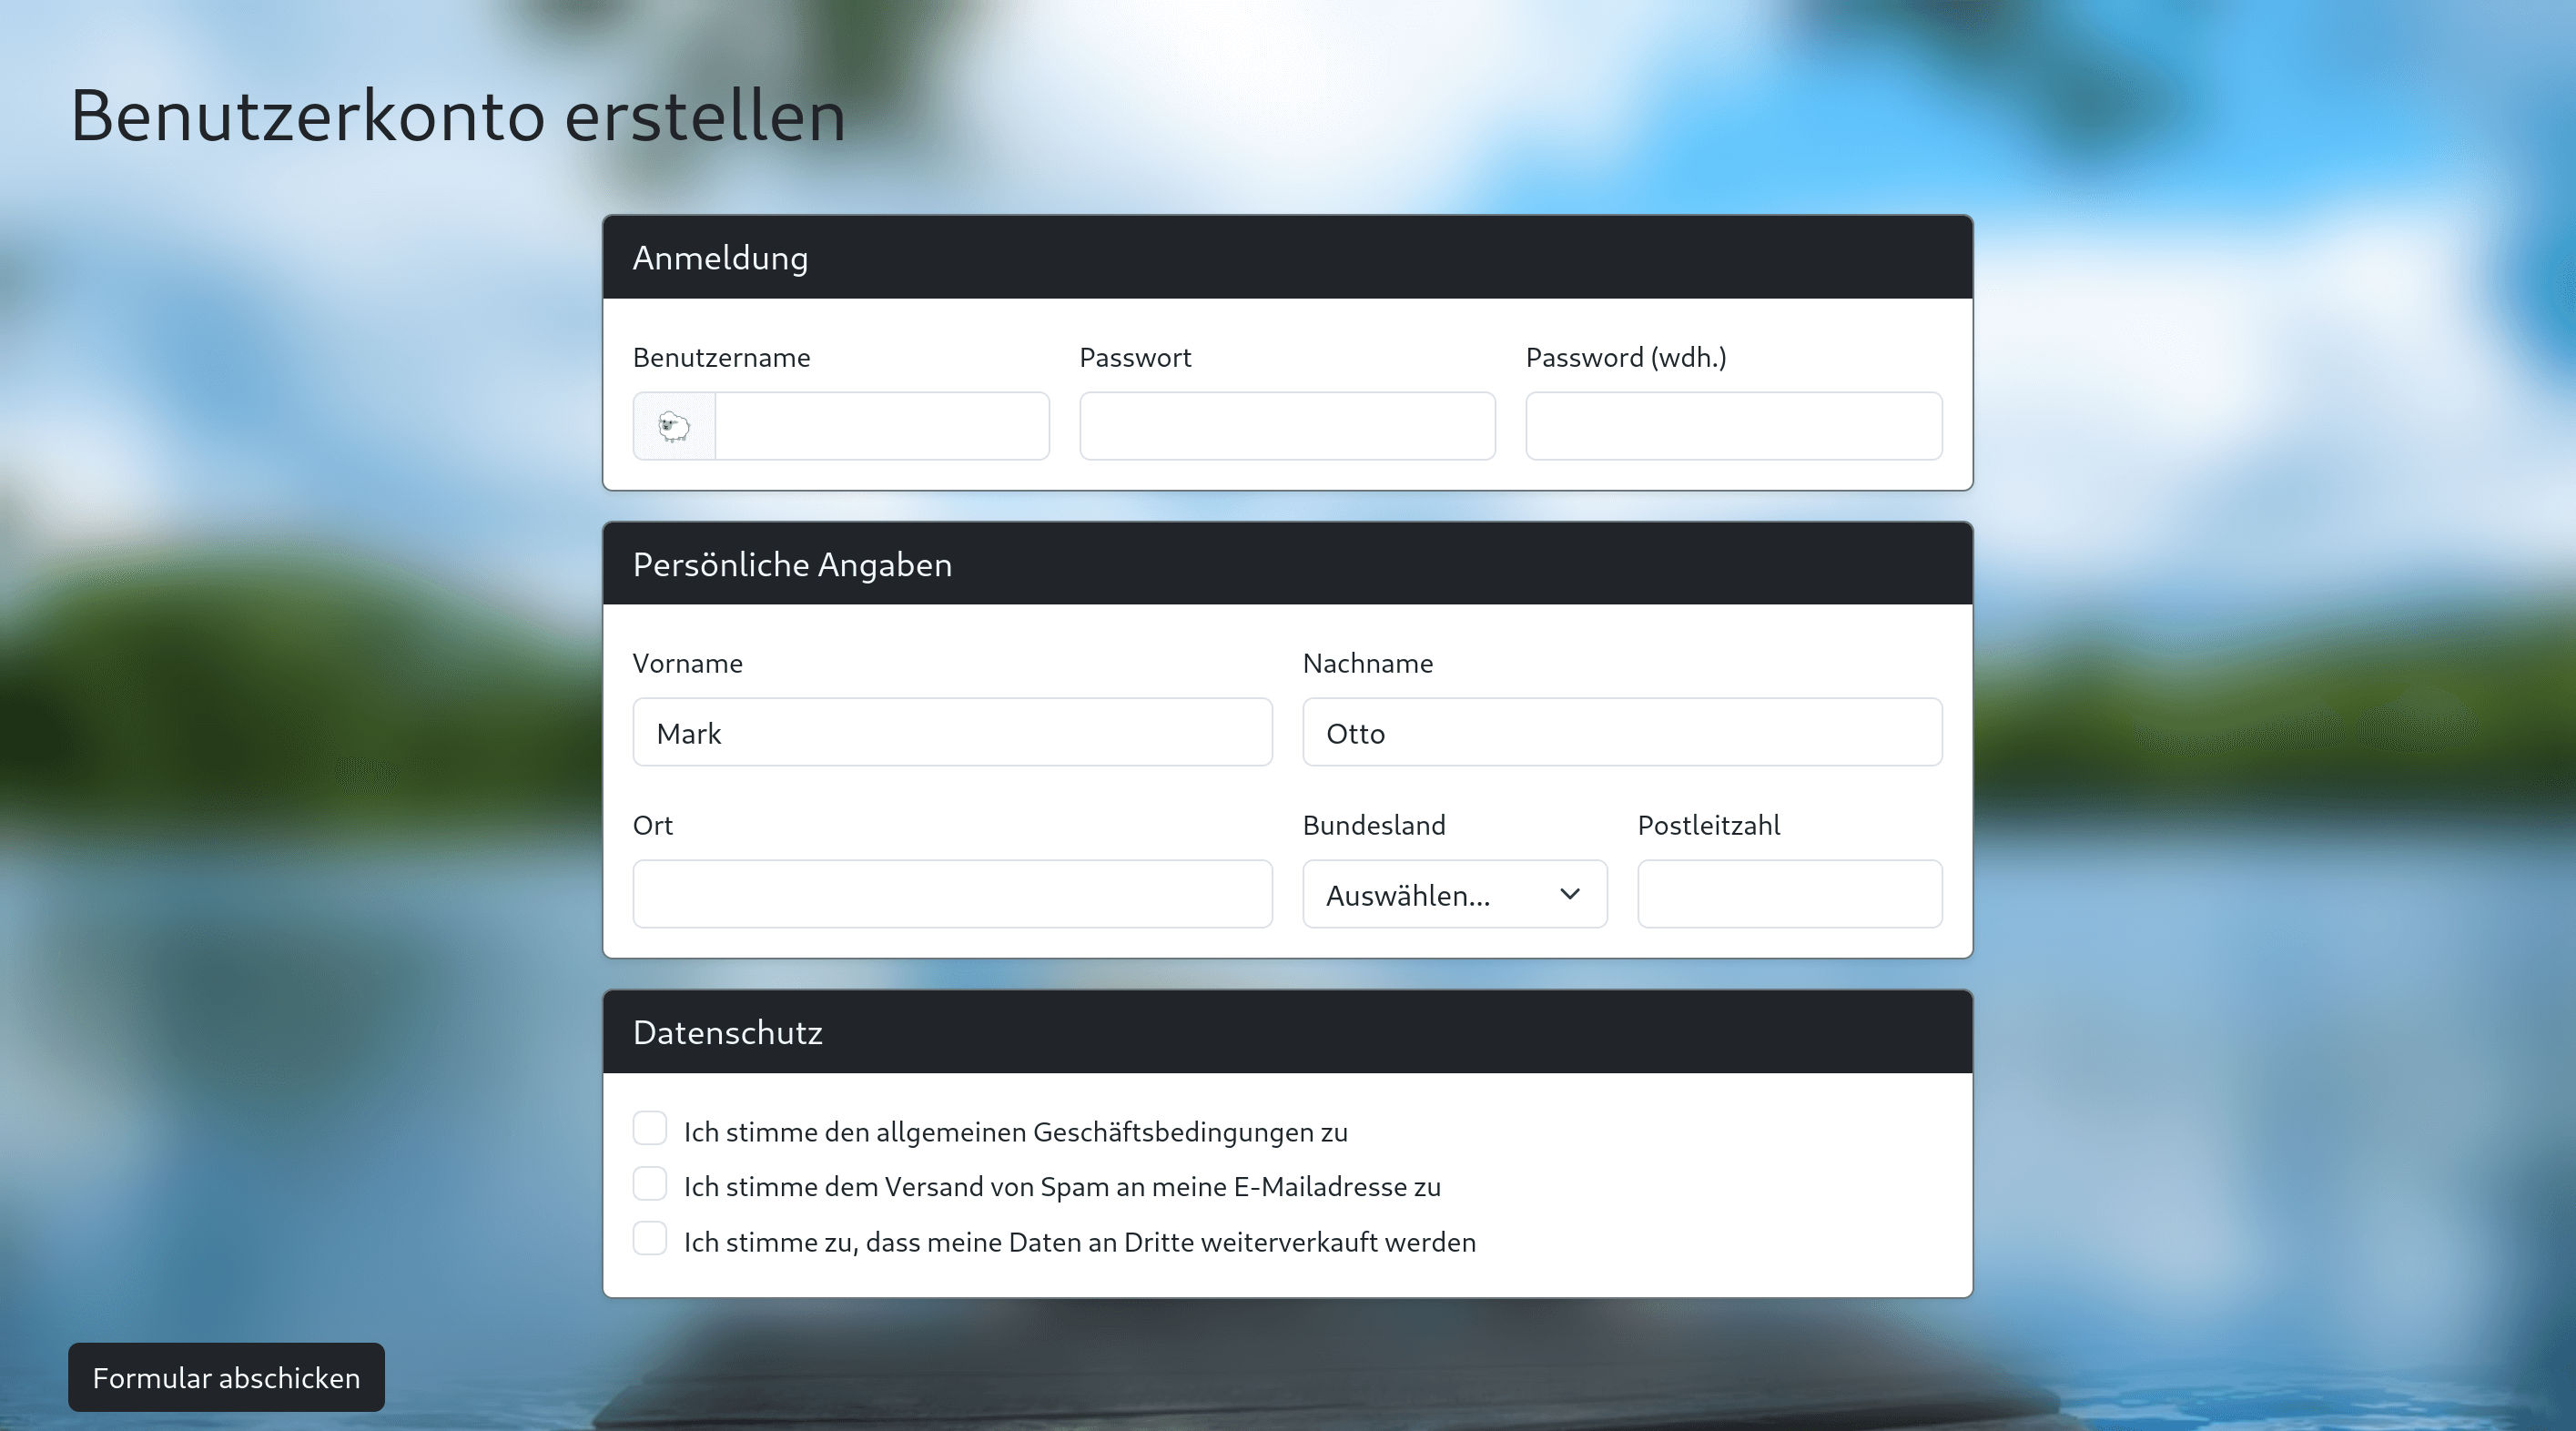 Benutzerkonto erstellen
Anmeldung
Benutzername Passwort Password (wdh.)
Persönliche Angaben
Vorname Nachname
Mark Otto
Ort Bundesland Postleitzahl
Auswählen...
Datenschutz
Ich stimme den allgemeinen Geschäftsbedingungen zu
Ich stimme dem Versand von Spam an meine E-Mailadresse zu
Ich stimme zu, dass meine Daten an Dritte weiterverkauft werden
Formular abschicken